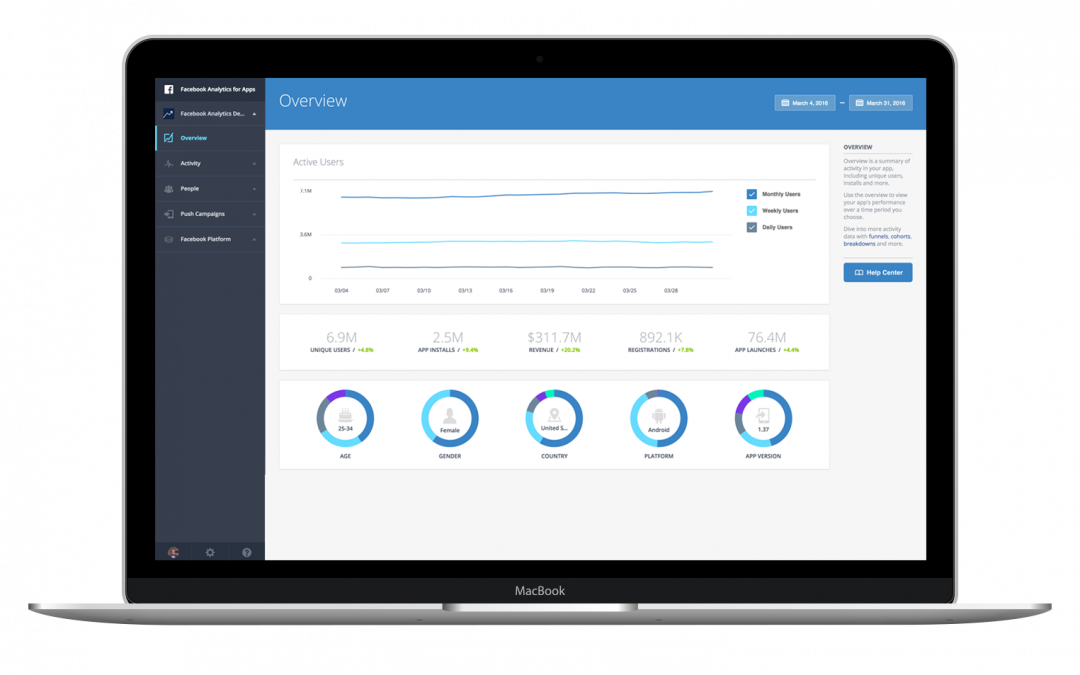 Facebook Analytics for Apps
Facebook Analytics De...
Overview
Activity
People
Push Campaigns
Facebook Platform
Overview
March 4, 2016 – March 31, 2016
Active Users
7.1M
3.6M
0
03/04 03/07 03/10 03/13 03/16 03/19 03/22 03/25 03/28
Monthly Users
Weekly Users
Daily Users
6.9M
UNIQUE USERS / +4.8%
2.5M
APP INSTALLS / +9.4%
$311.7M
REVENUE / +20.2%
892.1K
REGISTRATIONS / +7.8%
76.4M
APP LAUNCHES / +4.4%
25-34
AGE
Female
GENDER
United S...
COUNTRY
Android
PLATFORM
1.37
APP VERSION
OVERVIEW
Overview is a summary of
activity in your app,
including unique users,
installs and more.
Use the overview to view
your app's performance
over a time period you
choose.
Dive into more activity
data with funnels, cohorts,
breakdowns and more.
Help Center
MacBook